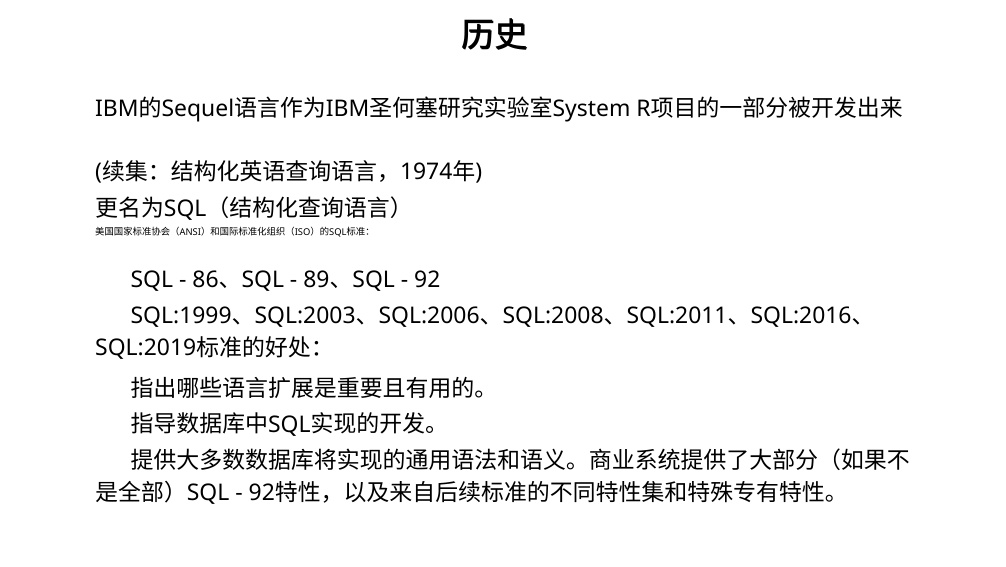 历史
IBM的Sequel语言作为IBM圣何塞研究实验室System R项目的一部分被开发出来
(续集：结构化英语查询语言，1974年)
更名为SQL（结构化查询语言）
美国国家标准协会（ANSI）和国际标准化组织（ISO）的SQL标准：
SQL - 86、SQL - 89、SQL - 92
SQL:1999、SQL:2003、SQL:2006、SQL:2008、SQL:2011、SQL:2016、
SQL:2019标准的好处：
指出哪些语言扩展是重要且有用的。
指导数据库中SQL实现的开发。
提供大多数数据库将实现的通用语法和语义。商业系统提供了大部分（如果不
是全部）SQL - 92特性，以及来自后续标准的不同特性集和特殊专有特性。